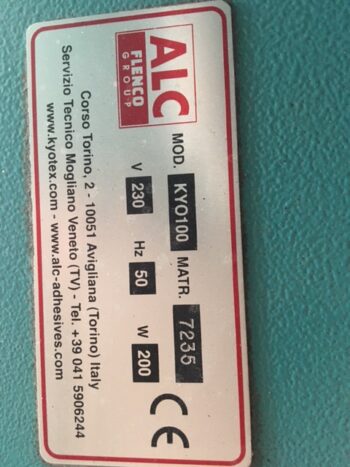 ALC
FLENCO
GROUP
MOD. KYO100 MATR. 7235
V 230 Hz 50 W 200
CE
Corso Torino, 2 - 10051 Avigliana (Torino) Italy
Servizio Tecnico Mogliano Veneto (TV) - Tel. +39 041 5906244
www.kyotex.com - www.alc-adhesives.com